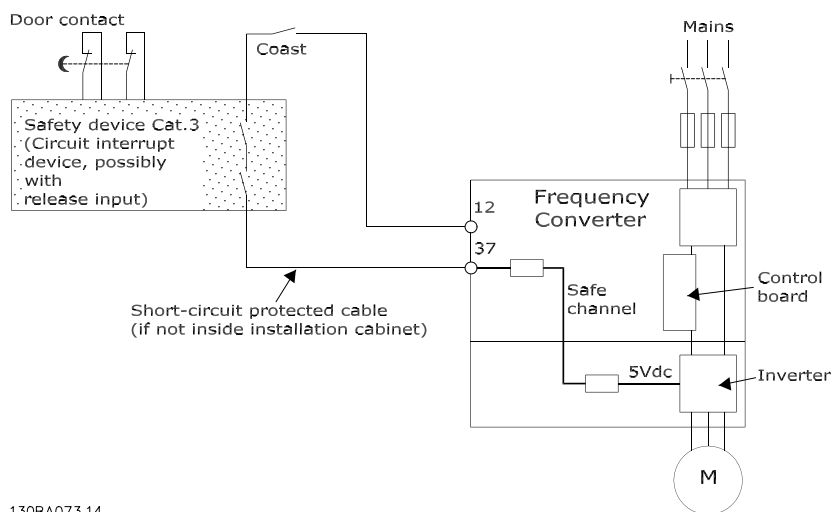 Door contact
Coast
Mains
Safety device Cat.3
(Circuit interrupt
device, possibly
with
release input)
12
37
Frequency
Converter
Safe
channel
Control
board
Short-circuit protected cable
(if not inside installation cabinet)
5Vdc
Inverter
M
130BA073.14